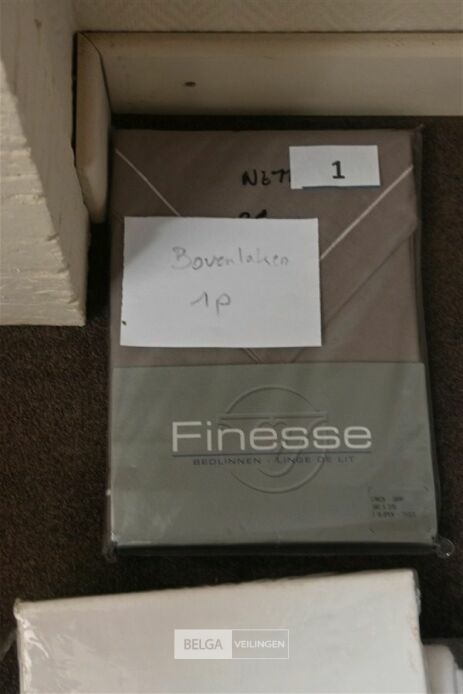 1
Bovenlaken
1p
Finesse
BEDLINNEN - LINGE DE LIT
BELGA VEILINGEN